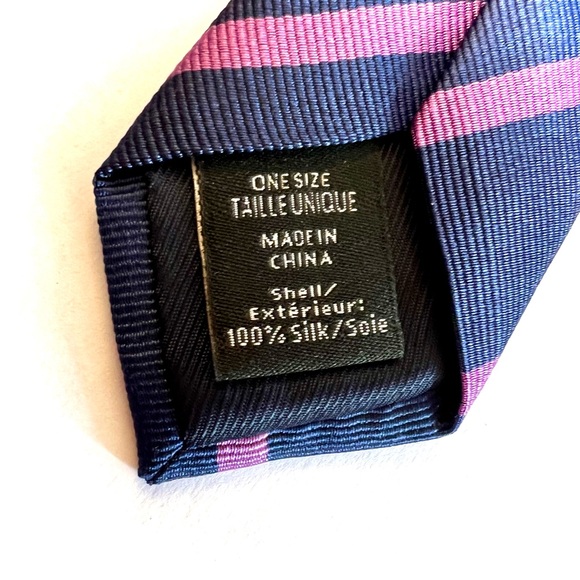 ONE SIZE
TAILLE UNIQUE
MADE IN
CHINA
Shell/
Extérieur:
100% Silk/Soie